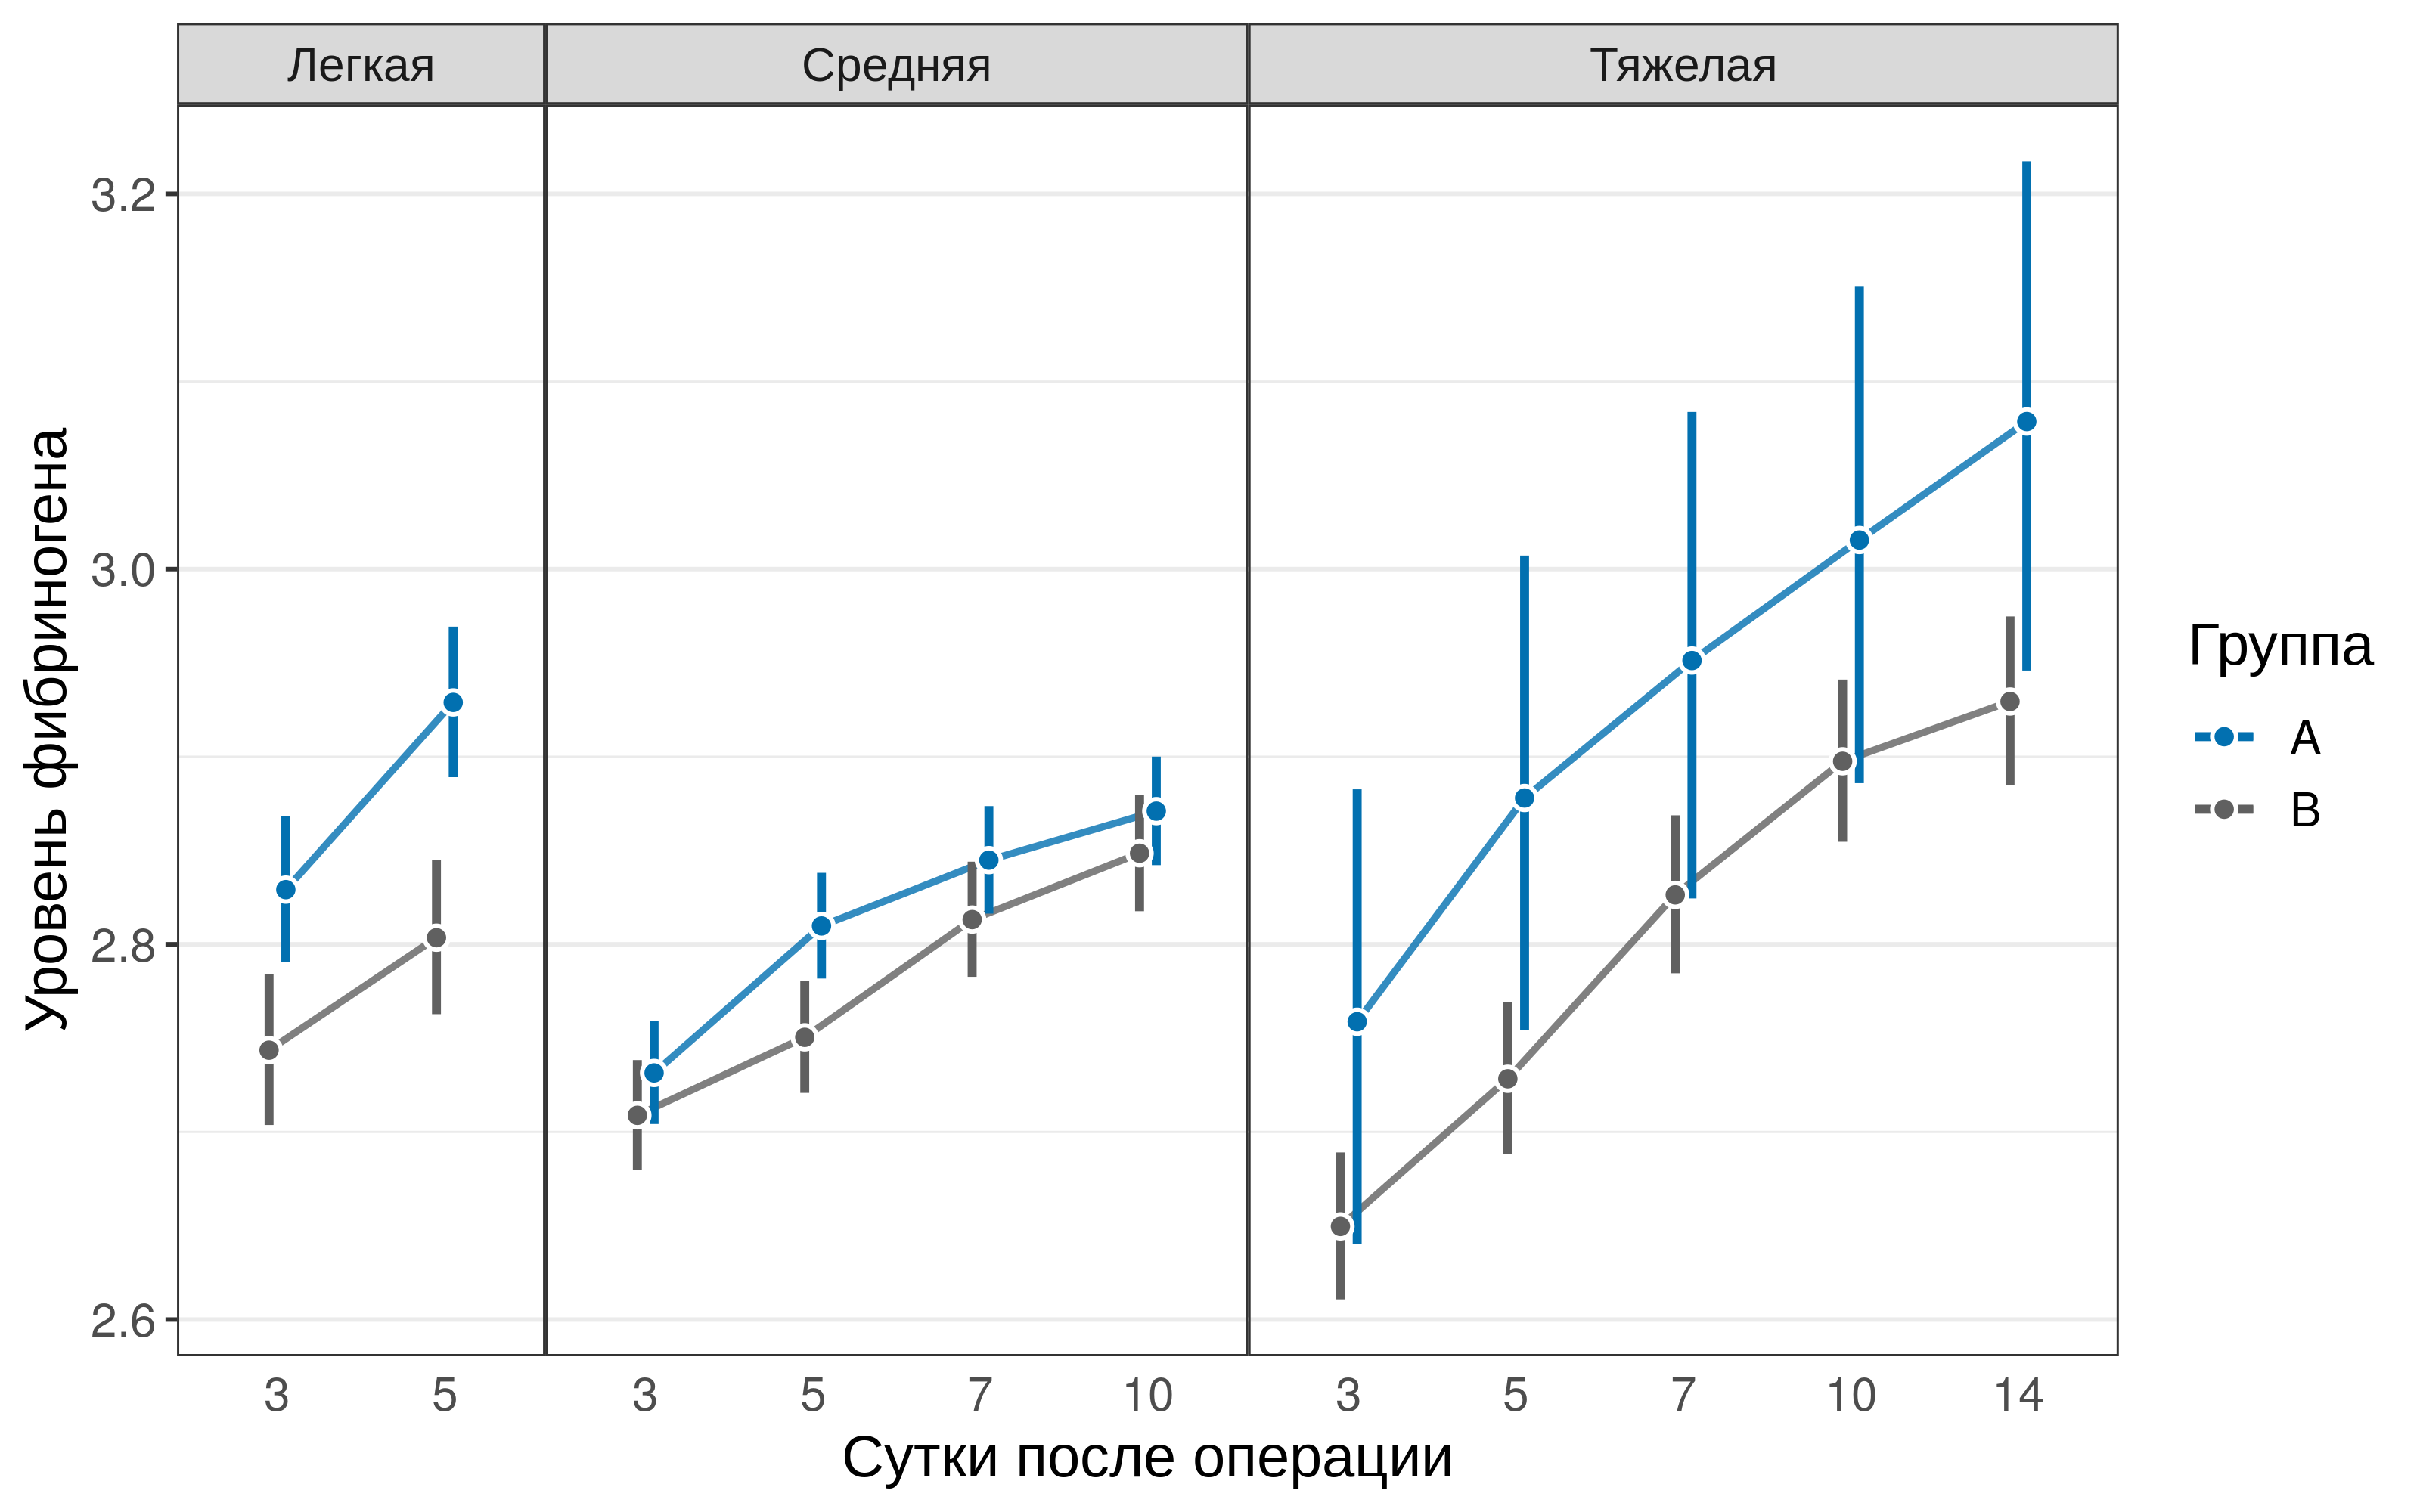 Легкая Средняя Тяжелая
3.2
3.0
2.8
2.6
Уровень фибриногена
3 5 3 5 7 10 3 5 7 10 14
Сутки после операции
Группа
A
B